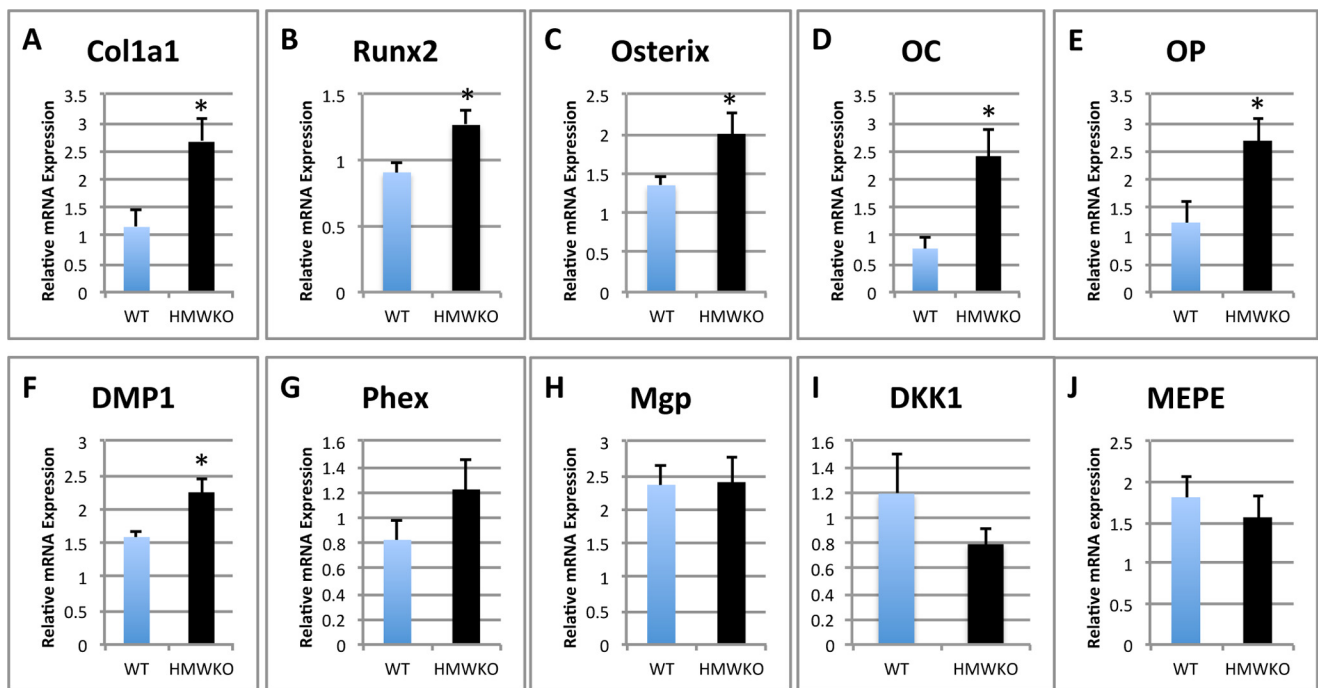 A
Col1a1
Relative mRNA Expression
3.5
3
2.5
2
1.5
1
0.5
0
*
WT HMWKO
B
Runx2
Relative mRNA Expression
1.5
1
0.5
0
*
WT HMWKO
C
Osterix
Relative mRNA Expression
2.5
2
1.5
1
0.5
0
*
WT HMWKO
D
OC
Relative mRNA Expression
3.5
3
2.5
2
1.5
1
0.5
0
*
WT HMWKO
E
OP
Relative mRNA Expression
3.5
3
2.5
2
1.5
1
0.5
0
*
WT HMWKO
F
DMP1
Relative mRNA Expression
3
2.5
2
1.5
1
0.5
0
*
WT HMWKO
G
Phex
Relative mRNA Expression
1.6
1.4
1.2
1
0.8
0.6
0.4
0.2
0
WT HMWKO
H
Mgp
Relative mRNA Expression
3
2.5
2
1.5
1
0.5
0
WT HMWKO
I
DKK1
Relative mRNA Expression
1.6
1.4
1.2
1
0.8
0.6
0.4
0.2
0
WT HMWKO
J
MEPE
Relative mRNA expression
2.5
2
1.5
1
0.5
0
WT HMWKO